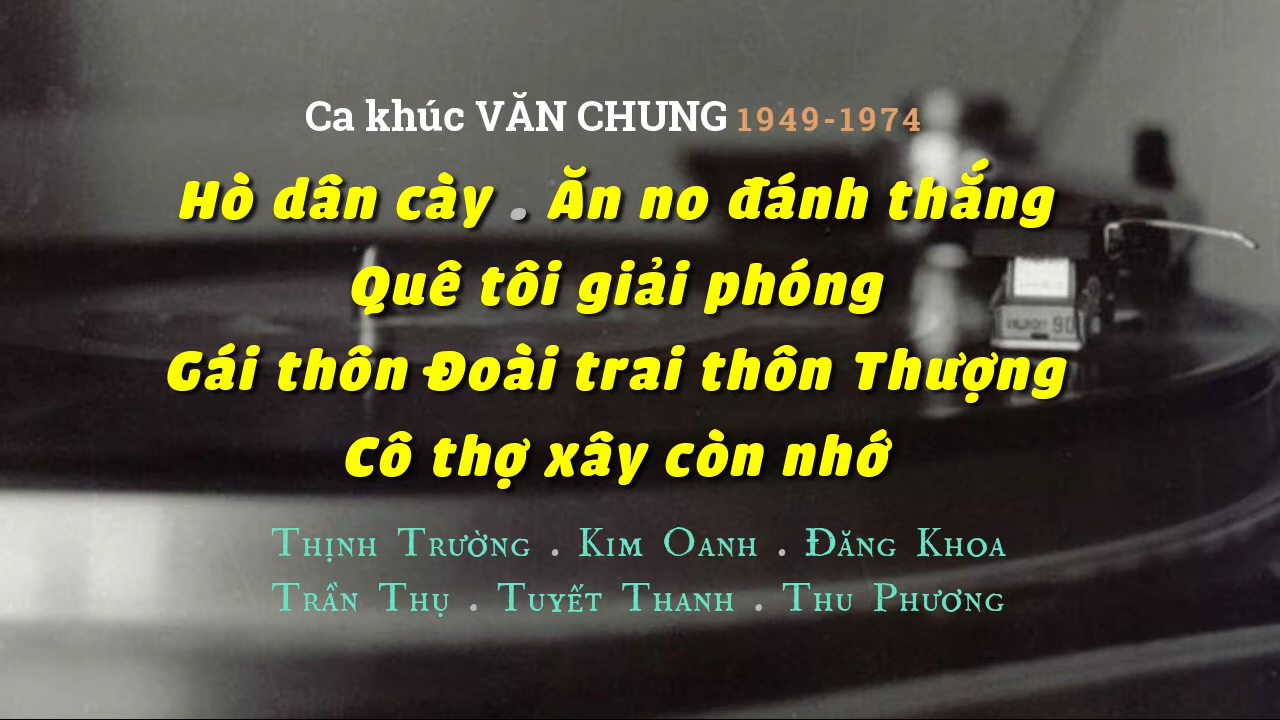 Ca khúc VĂN CHUNG 1949-1974
Hò dân cày . Ăn no đánh thắng
Quê tôi giải phóng
Gái thôn Đoài trai thôn Thượng
Cô thợ xây còn nhớ
Thịnh Trường . Kim Oanh . Đăng Khoa
Trần Thụ . Tuyết Thanh . Thu Phương
90